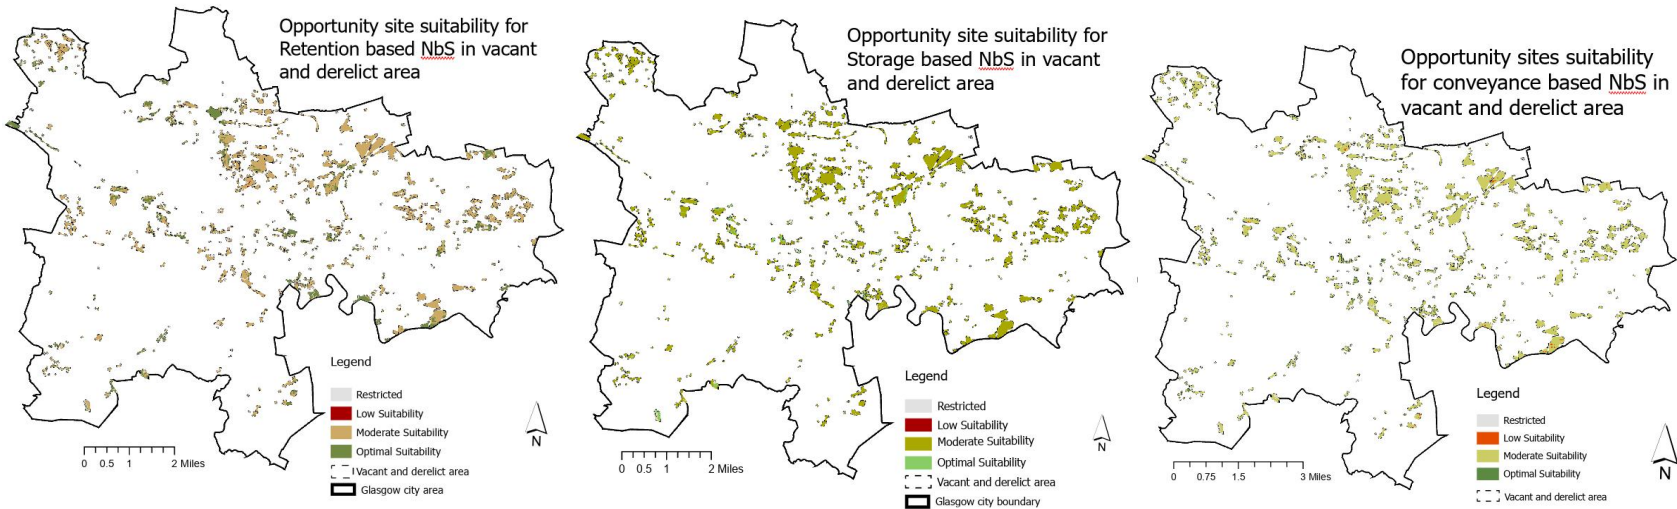 Opportunity site suitability for
Retention based NbS in vacant
and derelict area
Legend
Restricted
Low Suitability
Moderate Suitability
Optimal Suitability
Vacant and derelict area
Glasgow city area
0 0.5 1 2 Miles
N
Opportunity site suitability for
Storage based NbS in vacant
and derelict area
Legend
Restricted
Low Suitability
Moderate Suitability
Optimal Suitability
Vacant and derelict area
Glasgow city boundary
0 0.5 1 2 Miles
N
Opportunity sites suitability
for conveyance based NbS in
vacant and derelict area
Legend
Restricted
Low Suitability
Moderate Suitability
Optimal Suitability
Vacant and derelict area
0 0.75 1.5 3 Miles
N